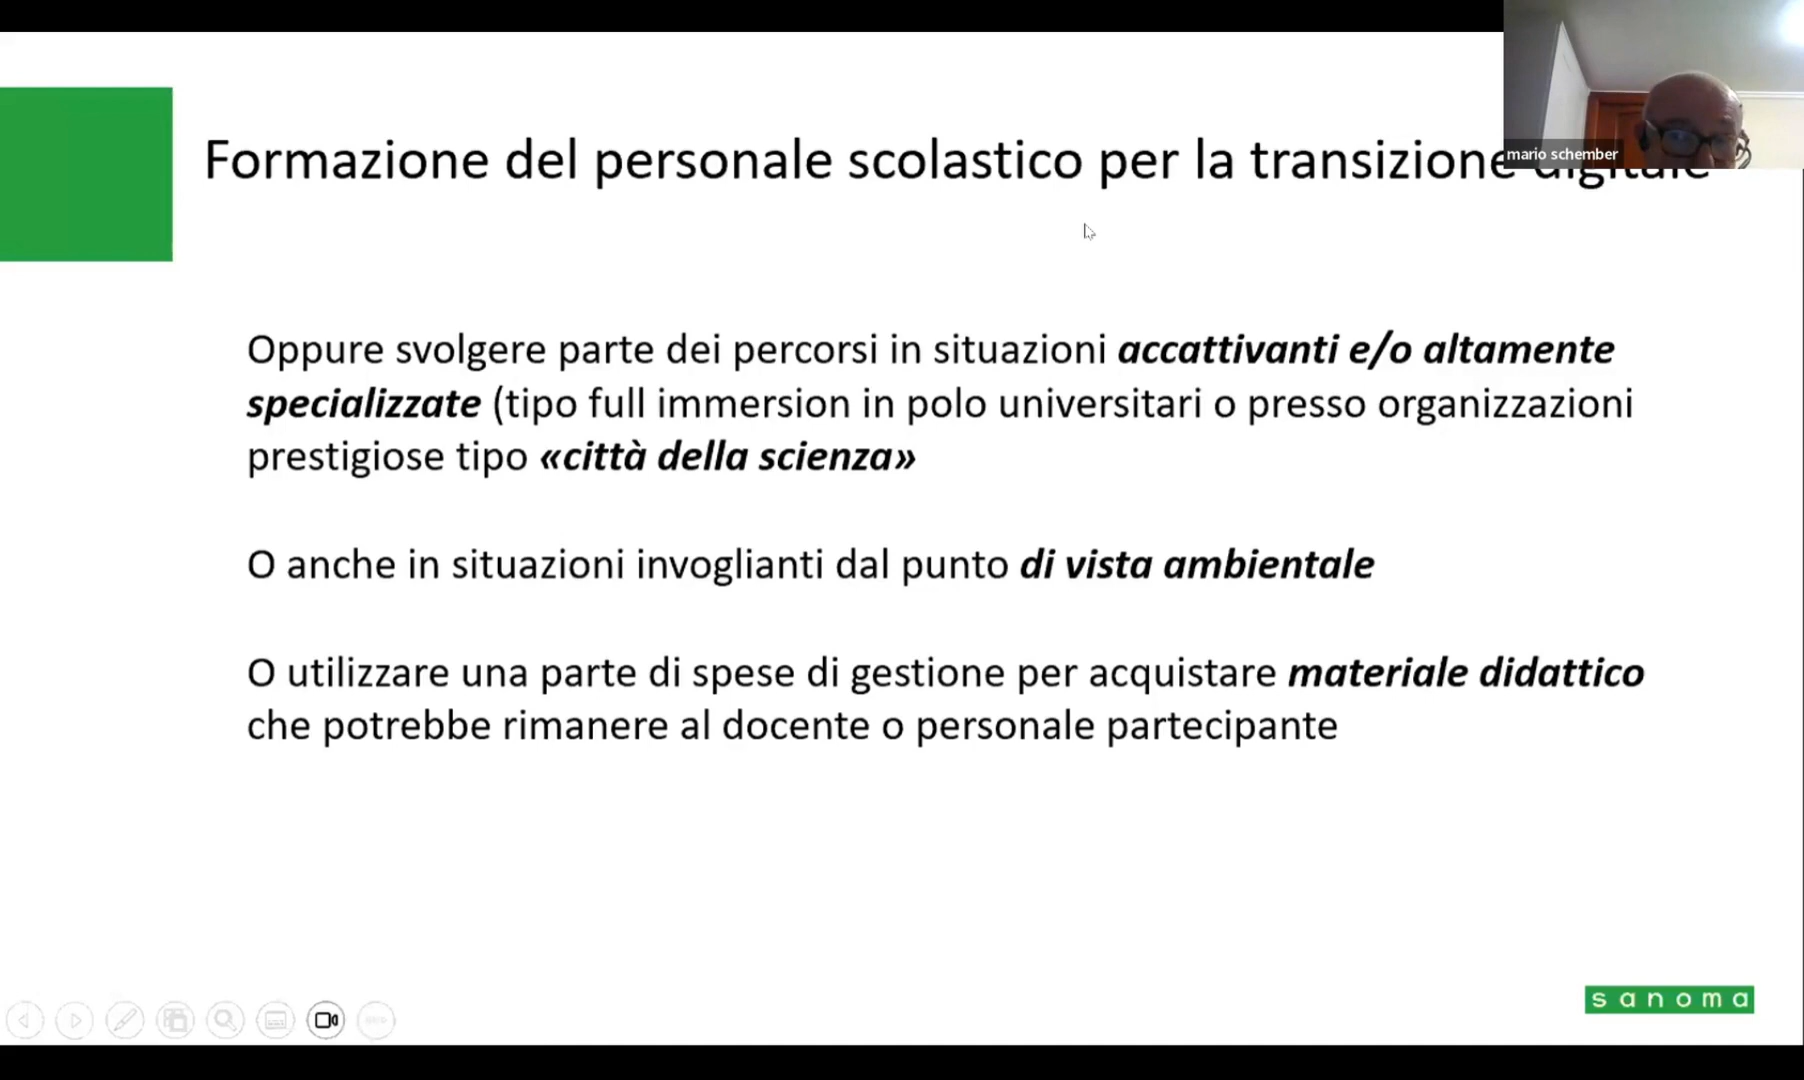 mario schember
Formazione del personale scolastico per la transizione digitale
Oppure svolgere parte dei percorsi in situazioni accattivanti e/o altamente
specializzate (tipo full immersion in polo universitari o presso organizzazioni
prestigiose tipo «città della scienza»
O anche in situazioni invoglianti dal punto di vista ambientale
O utilizzare una parte di spese di gestione per acquistare materiale didattico
che potrebbe rimanere al docente o personale partecipante
sanoma